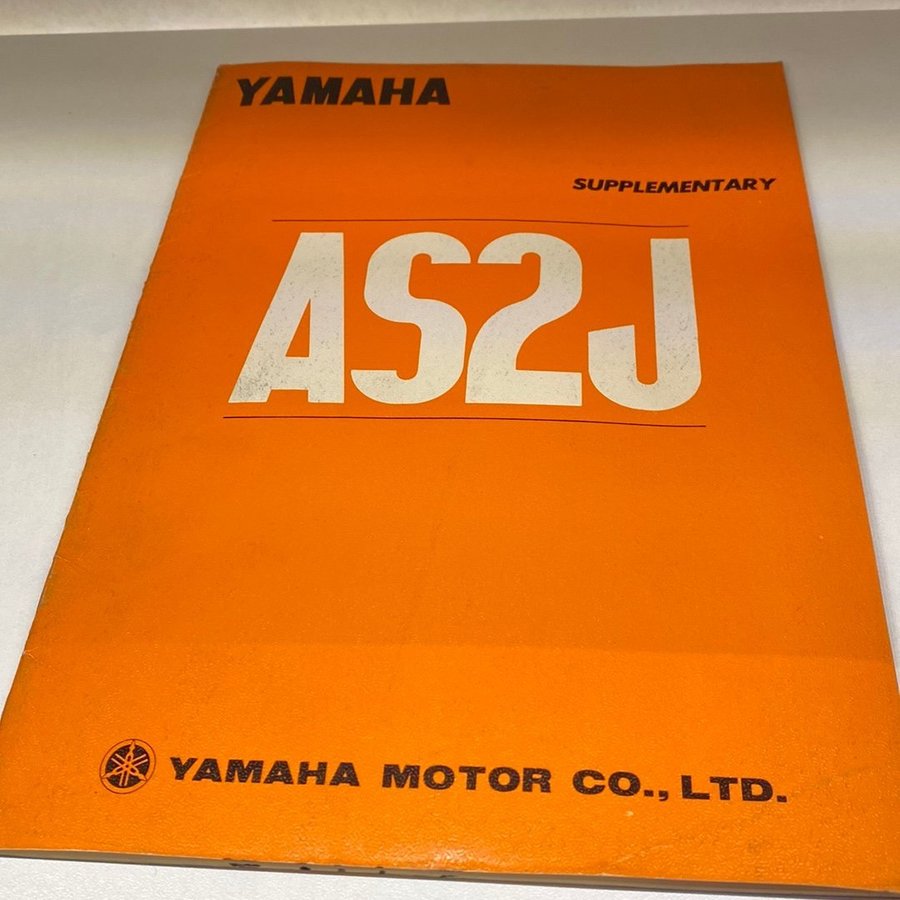 YAMAHA
SUPPLEMENTARY
AS2J
YAMAHA MOTOR CO., LTD.